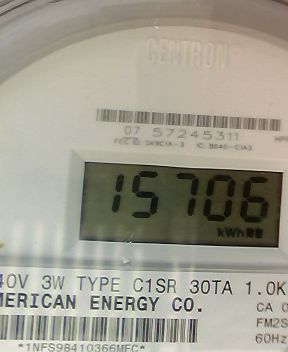 CENTRON®
07 57245311
15706
kWh
40V 3W TYPE C1SR 30TA 1.0K
MERICAN ENERGY CO.
CA 0
FM2S
60Hz
*1NFS98410366MFC*